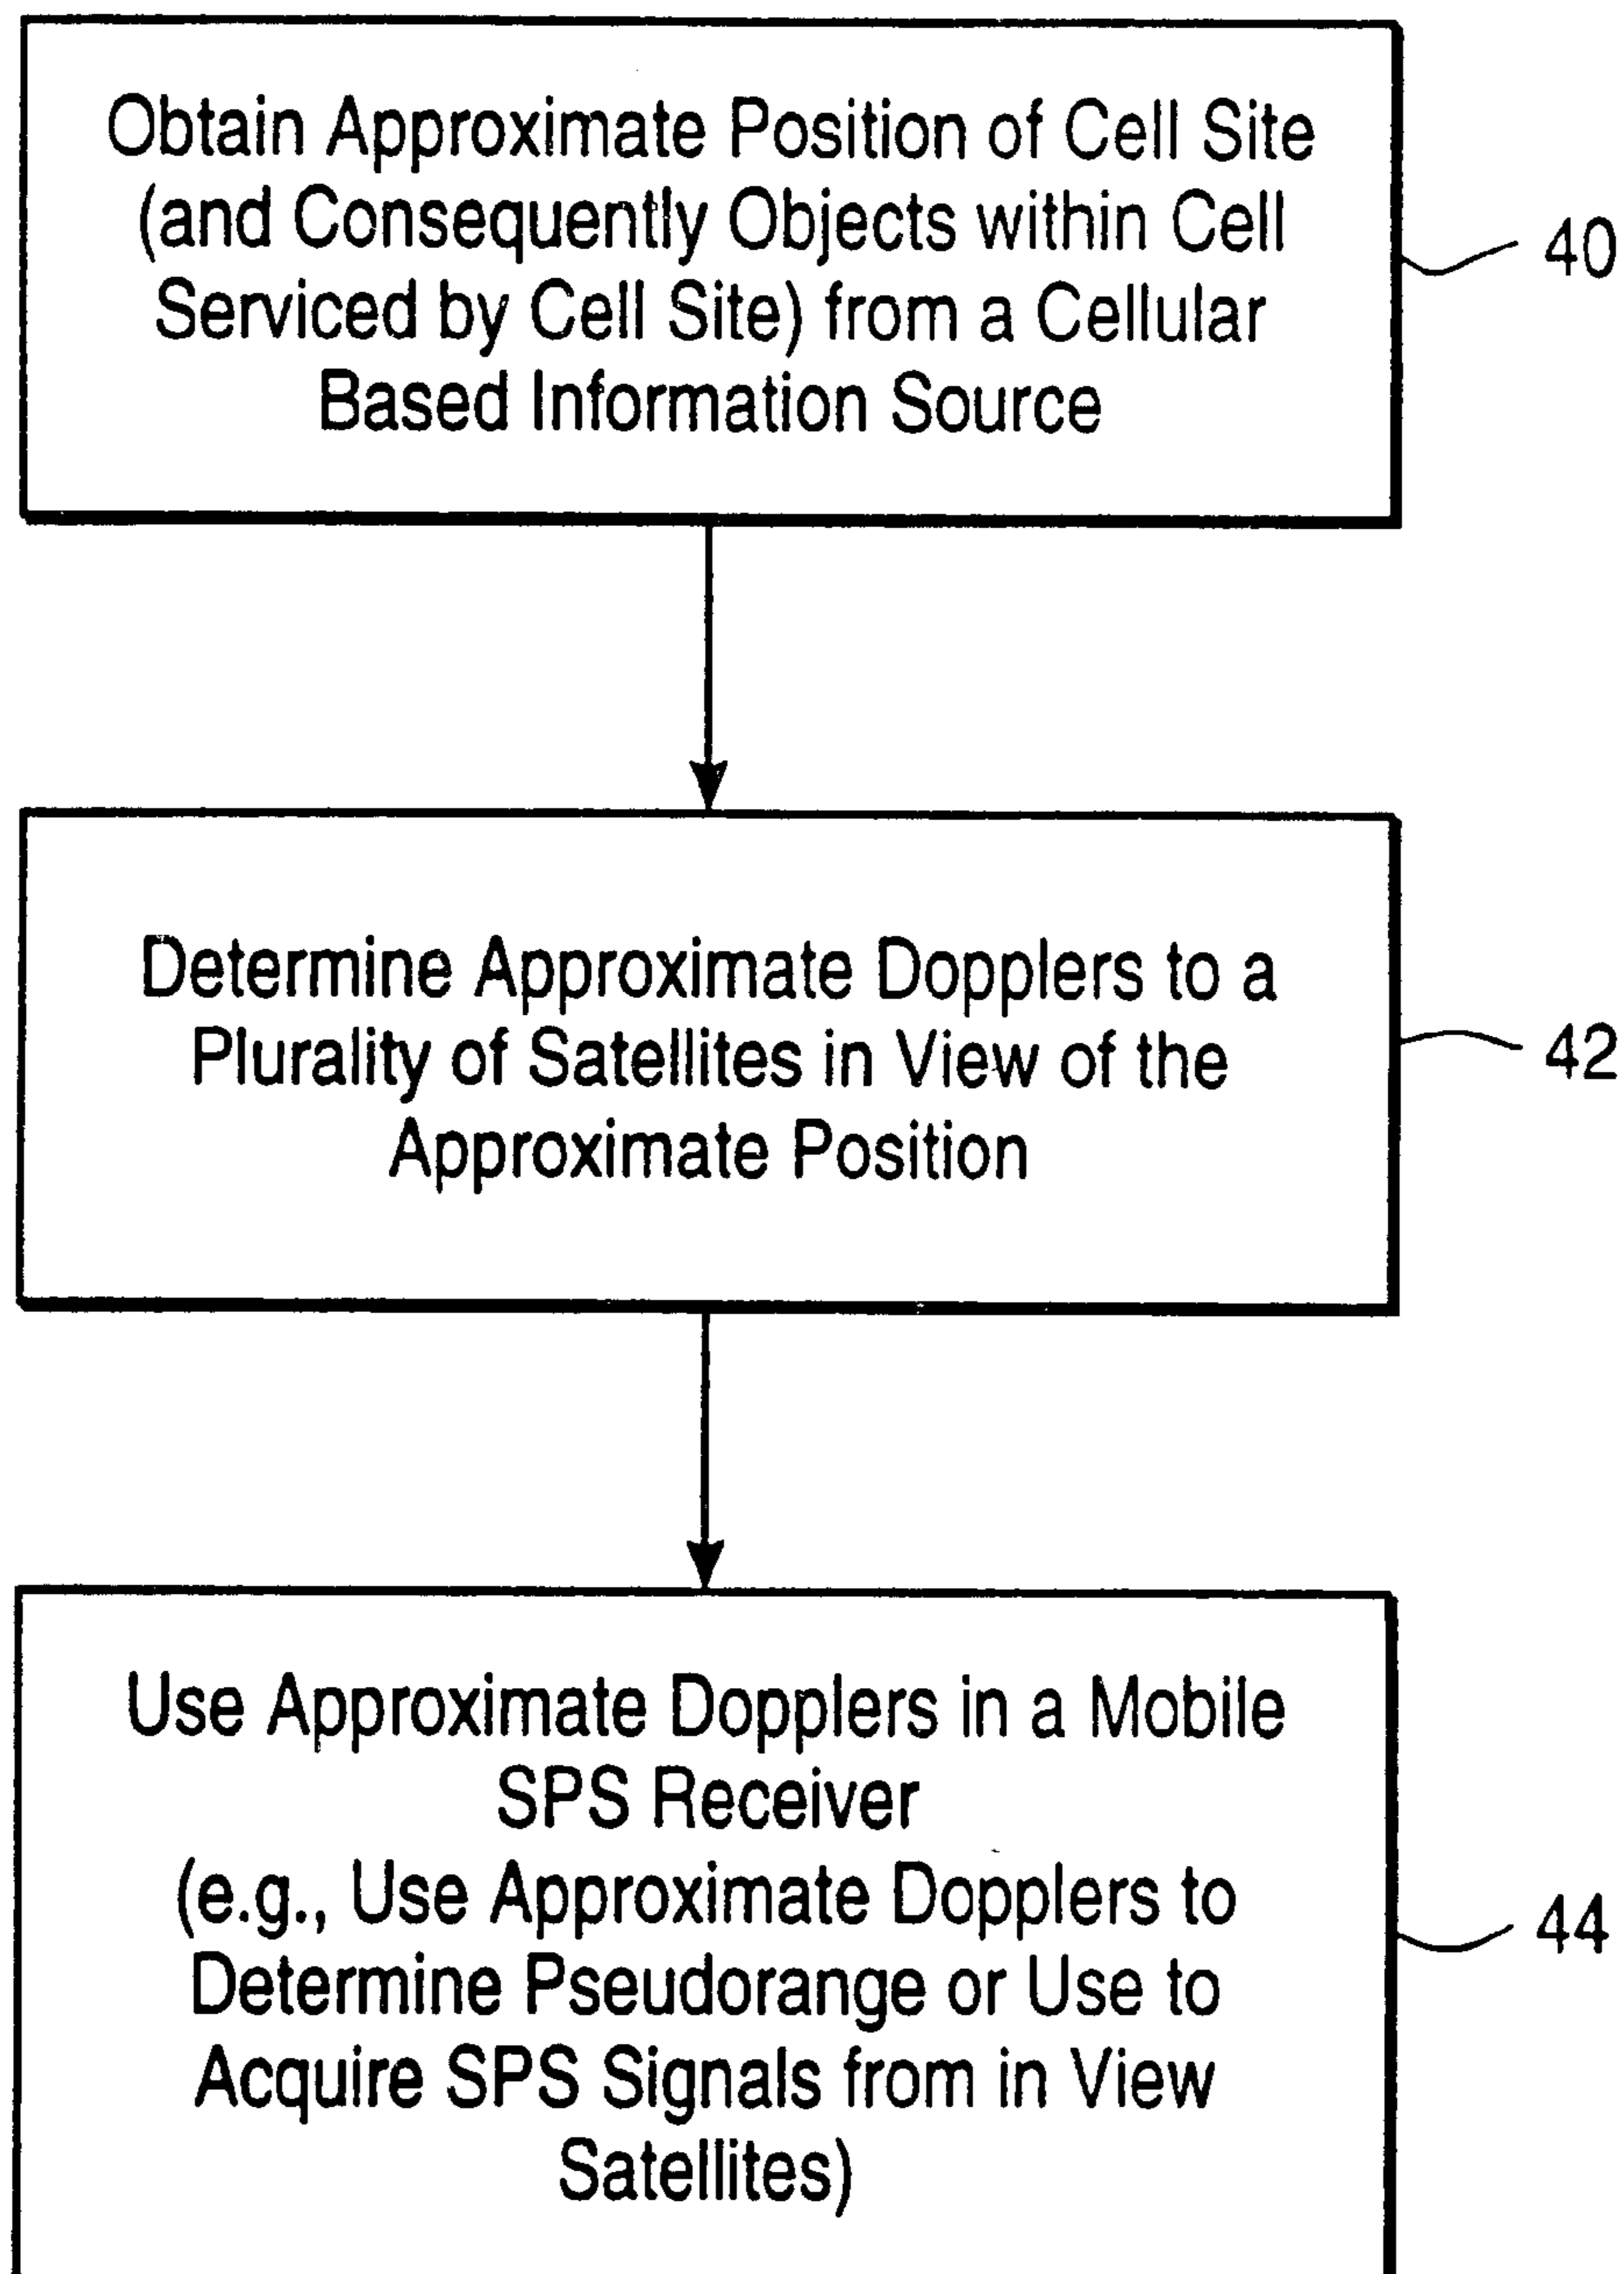 Obtain Approximate Position of Cell Site
(and Consequently Objects within Cell
Serviced by Cell Site) from a Cellular
Based Information Source
40
Determine Approximate Dopplers to a
Plurality of Satellites in View of the
Approximate Position
42
Use Approximate Dopplers in a Mobile
SPS Receiver
(e.g., Use Approximate Dopplers to
Determine Pseudorange or Use to
Acquire SPS Signals from in View
Satellites)
44